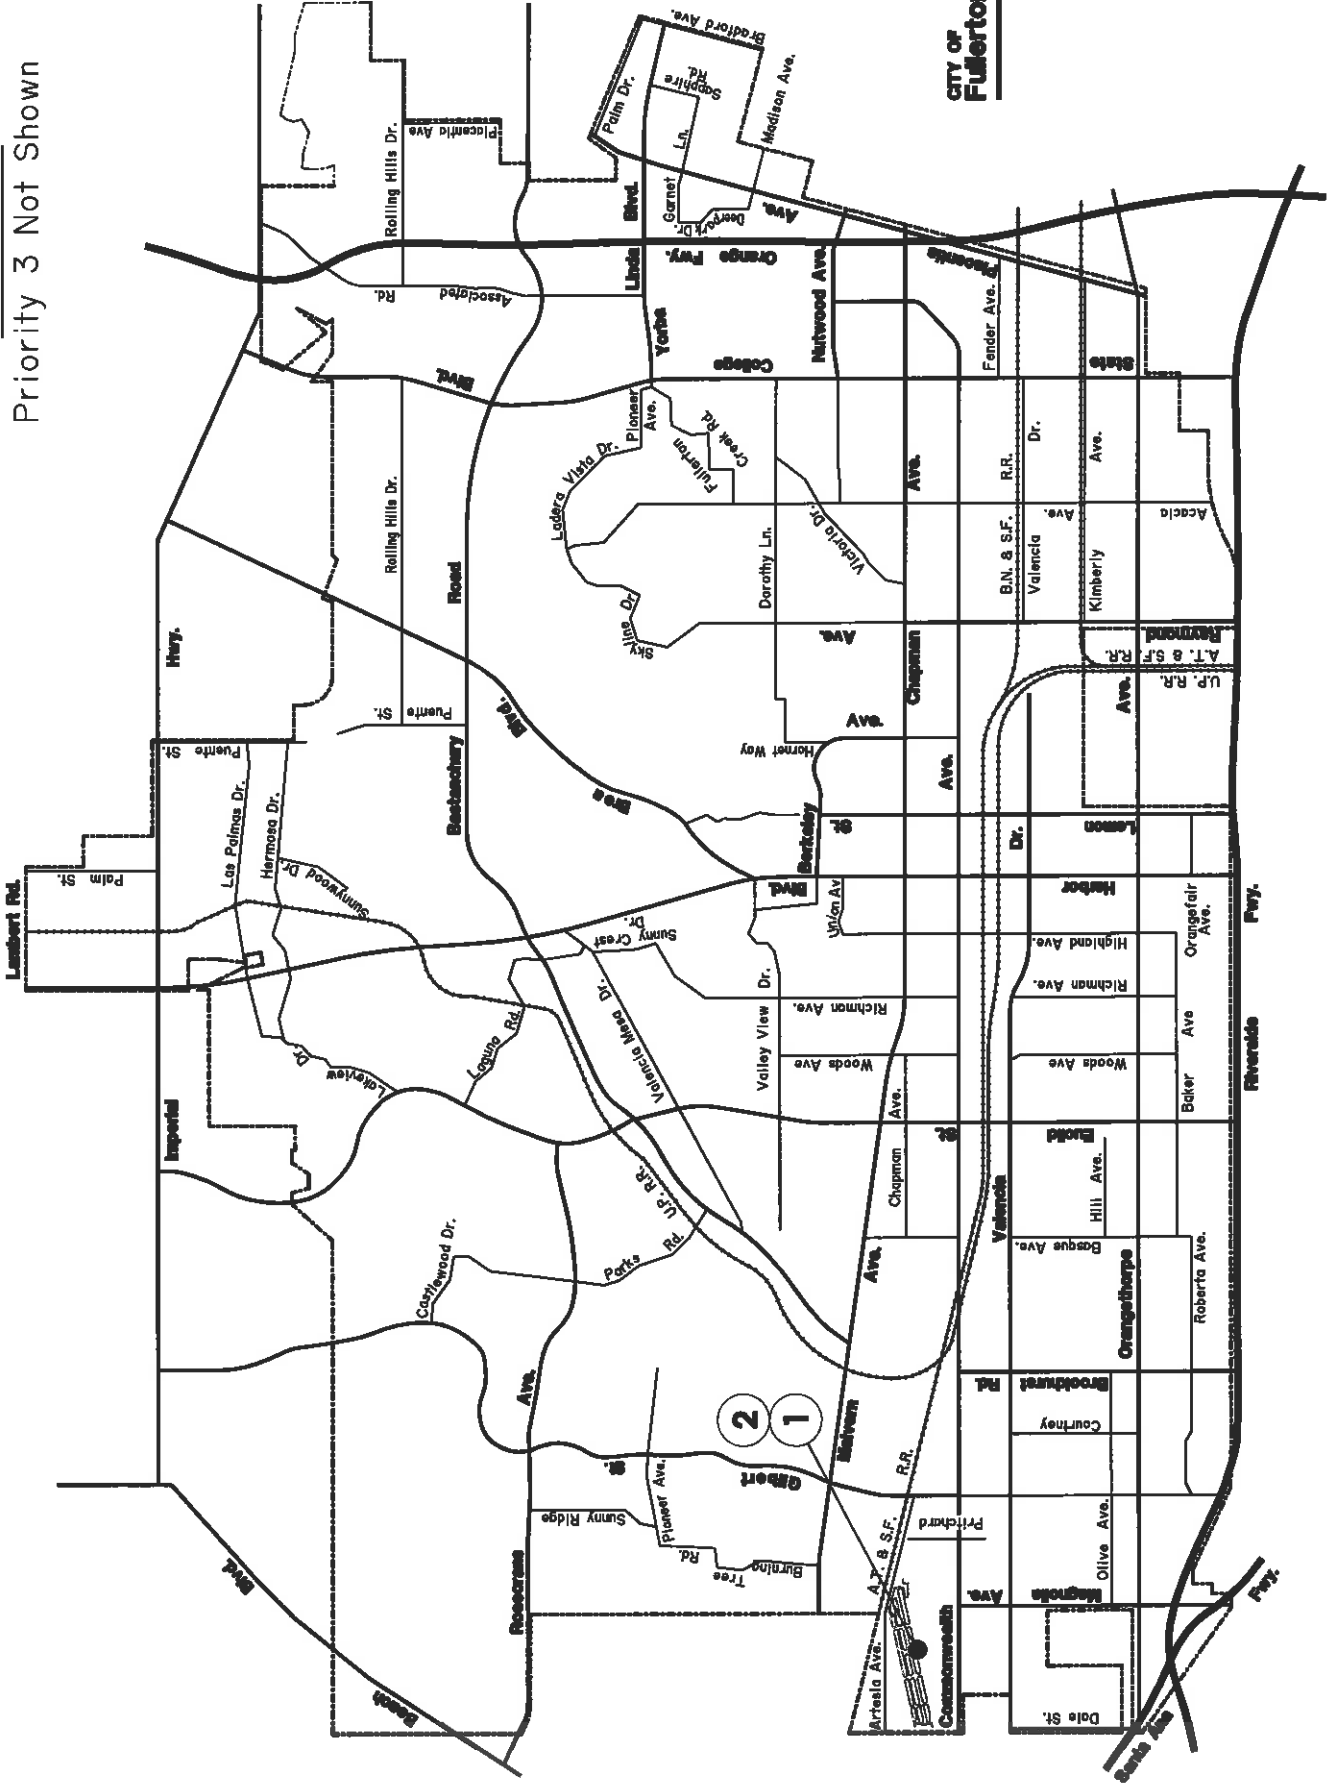 Priority 3 Not Shown
CITY OF
Fullerto
Lambert Rd.
Palm St.
Imperial
Hwy.
Puente St.
Las Palmas Dr.
Hermosa Dr.
Sunnywood Dr.
Lakeview
Dr
Rolling Hills Dr.
Rolling Hills Dr.
Placentia Ave
Associated
Rd.
Puente St.
Bastanchury
Road
Brea
Blvd.
Laguna Rd.
Sunny Crest
Dr.
Valencia Mesa Dr.
Castlewood Dr.
Parks
Rd.
U.P. R.R.
Beach
Blvd.
Rosecrans
Ave.
Sunny Ridge
Pioneer Ave.
Burning
Tree
Rd.
Gilbert
St.
2
1
Malvern
Ave.
Palm Dr.
Bradford Ave.
Sapphire
Rd.
Madison Ave.
Garnet
Ln.
Deerpark Dr.
Yorba
Linda
Blvd.
Orange Fwy.
Placentia
Ave.
Nutwood Ave.
State
College
Blvd.
Pioneer
Ave.
Fullerton
Creek Rd.
Ladera Vista Dr.
Skyline Dr.
Dorothy Ln.
Victoria Dr.
Acacia
Ave.
Raymond
Ave.
Chapman
Ave.
Hornet Way
Berkeley
Ave.
Lemon
St.
Harbor
Blvd.
Union Av
Valley View
Dr.
Richman Ave.
Woods Ave
Euclid
St.
Chapman
Ave.
Highland Ave.
Richman Ave.
Woods Ave
Fender Ave.
B.N. & S.F.
R.R.
Valencia
Dr.
Kimberly
Ave.
A.T. & S.F. R.R.
U.P. R.R.
Commonwealth
Ave.
Valencia
Dr.
Orangethorpe
Ave.
Orangefair
Ave.
Baker
Ave
Hill
Ave.
Basque Ave.
Roberta Ave.
Brookhurst
Rd.
Courtney
Olive
Ave.
Magnolia
Ave
Pritchard
A.T. & S.F.
R.R.
Artesia Ave.
Dale St.
Riverside
Fwy.
Santa Ana
Fwy.